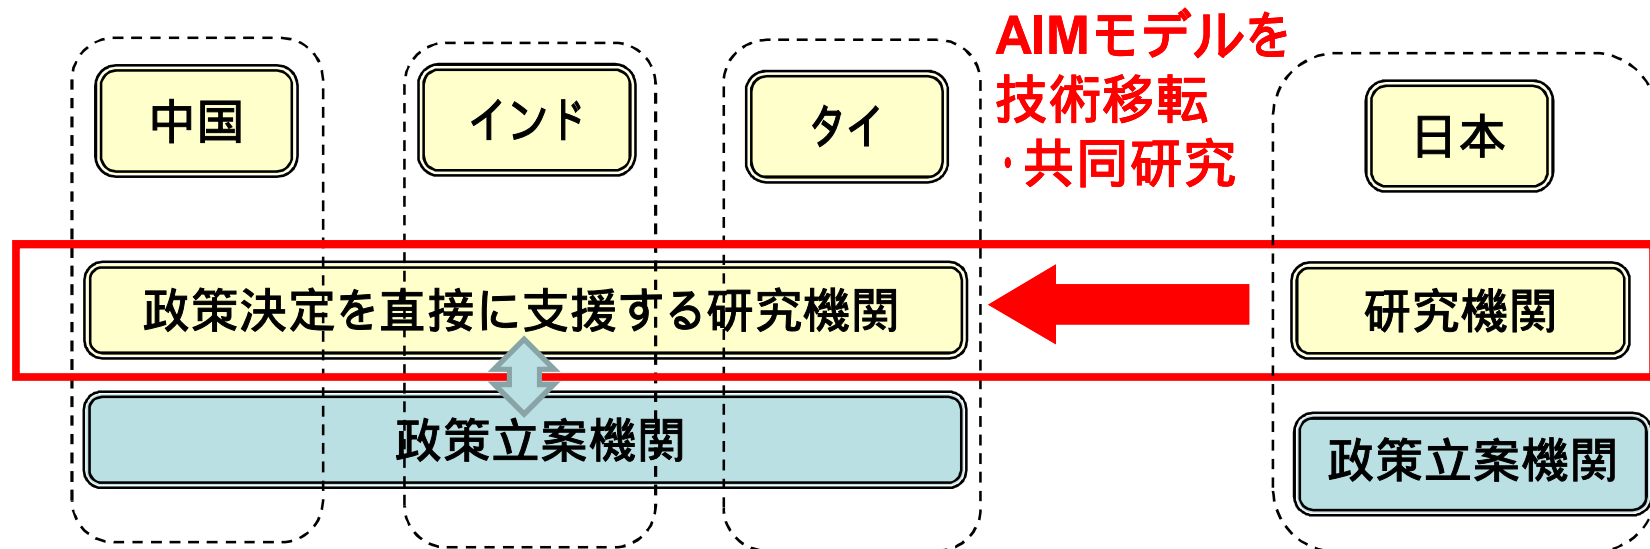 AIMモデルを
技術移転
・共同研究
中国
インド
タイ
日本
政策決定を直接に支援する研究機関
研究機関
政策立案機関
政策立案機関